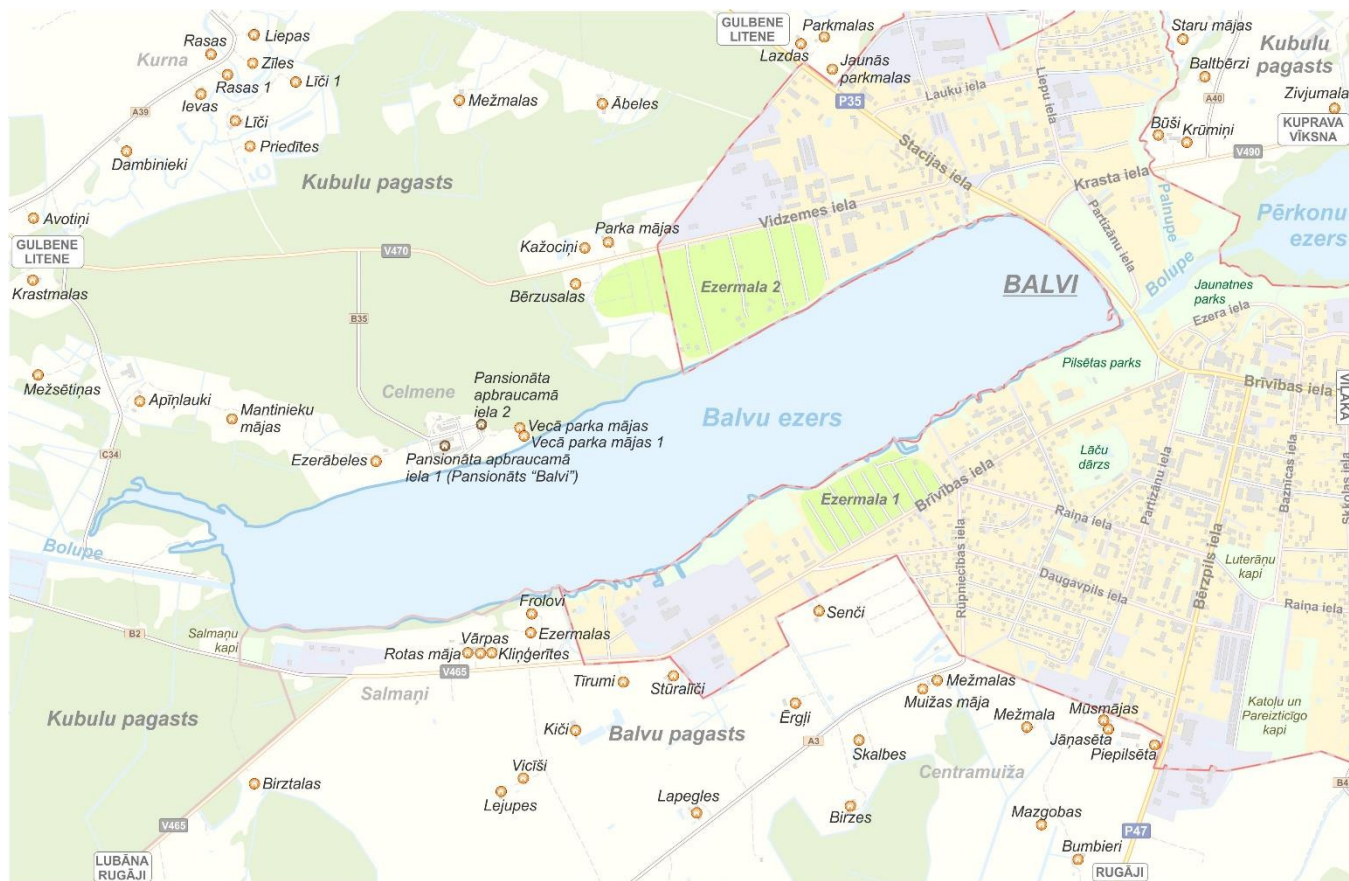 GULBENE
LITENE
Parkmalas
Lazdas
Jaunās
parkmalas
P35
Staru mājas
Kubulu
pagasts
Baltbērzi
Zivjumala
A40
KUPRAVA
VĪKSNA
Būši
Krūmiņi
V490
Rasas
Liepas
Kurna
Zīles
Rasas 1
Līči 1
Ievas
A39
Līči
Mežmalas
Ābeles
Dambinieki
Priedītes
Kubulu pagasts
Lauku iela
Liepu iela
Stacijas iela
Krasta iela
Vidzemes iela
Partizānu iela
Palnupe
Bolupe
Pērkonu
ezers
Avotiņi
GULBENE
LITENE
Krastmalas
V470
Kažociņi
Parka mājas
Bērzusalas
Ezermala 2
BALVI
Jaunatnes
parks
Ezera iela
B35
Pilsētas parks
Brīvības iela
VIĻAKA
Mežsētiņas
Apīņlauki
Mantinieku
mājas
Celmene
Pansionāta
apbraucamā
iela 2
Vecā parka mājas
Vecā parka mājas 1
Ezerābeles
Pansionāta apbraucamā
iela 1 (Pansionāts “Balvi”)
Balvu ezers
C34
Bolupe
Ezermala 1
Brīvības iela
Lāču
dārzs
Partizānu iela
Baznīcas iela
Raiņa iela
Rūpniecības iela
Daugavpils iela
Bērzpils iela
Luterāņu
kapi
Raiņa iela
B2
Salmaņu
kapi
Frolovi
Ezermalas
Vārpas
Rotas māja
Kliņģerītes
V465
Salmaņi
Tīrumi
Stūralīči
Senči
Kubulu pagasts
Kiči
Balvu pagasts
Ērgļi
Mežmalas
Muižas māja
A3
Skalbes
Mežmala
Mūsmājas
Jāņasēta
Piepilsēta
Katoļu un
Pareizticīgo
kapi
Centramuiža
Birztalas
Vicīši
Lejupes
Lapegles
Birzes
Mazgobas
Bumbieri
V465
LUBĀNA
RUGĀJI
P47
RUGĀJI